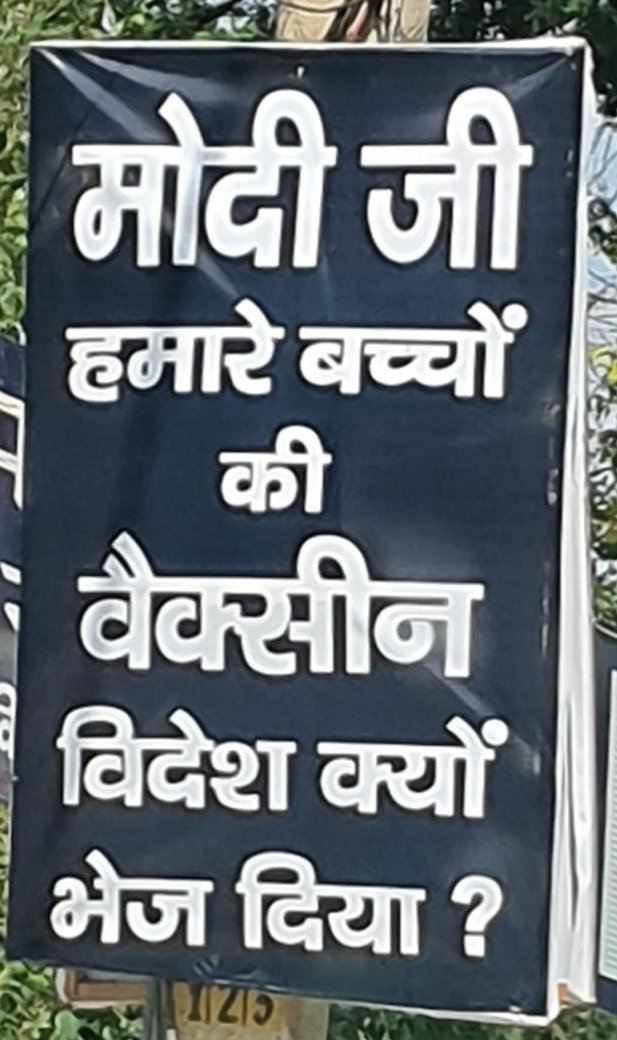 मोदी जी
हमारे बच्चों
की
वैक्सीन
विदेश क्यों
भेज दिया ?